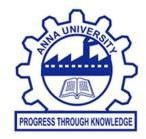 ANNA UNIVERSITY
PROGRESS THROUGH KNOWLEDGE